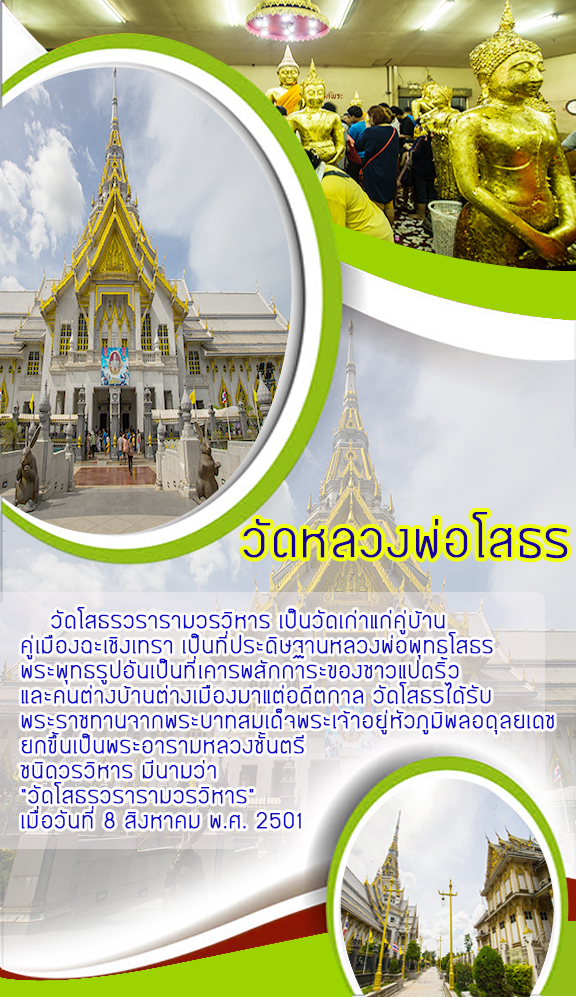 วัดหลวงพ่อโสธร
วัดโสธรวรารามวรวิหาร เป็นวัดเก่าแก่คู่บ้าน
คู่เมืองฉะเชิงเทรา เป็นที่ประดิษฐานหลวงพ่อพุทธโสธร
พระพุทธรูปอันเป็นที่เคารพสักการะของชาวแปดริ้ว
และคนต่างบ้านต่างเมืองมาแต่อดีตกาล วัดโสธรได้รับ
พระราชทานจากพระบาทสมเด็จพระเจ้าอยู่หัวภูมิพลอดุลยเดช
ยกขึ้นเป็นพระอารามหลวงชั้นตรี
ชนิดวรวิหาร มีนามว่า
"วัดโสธรวรารามวรวิหาร"
เมื่อวันที่ 8 สิงหาคม พ.ศ. 2501